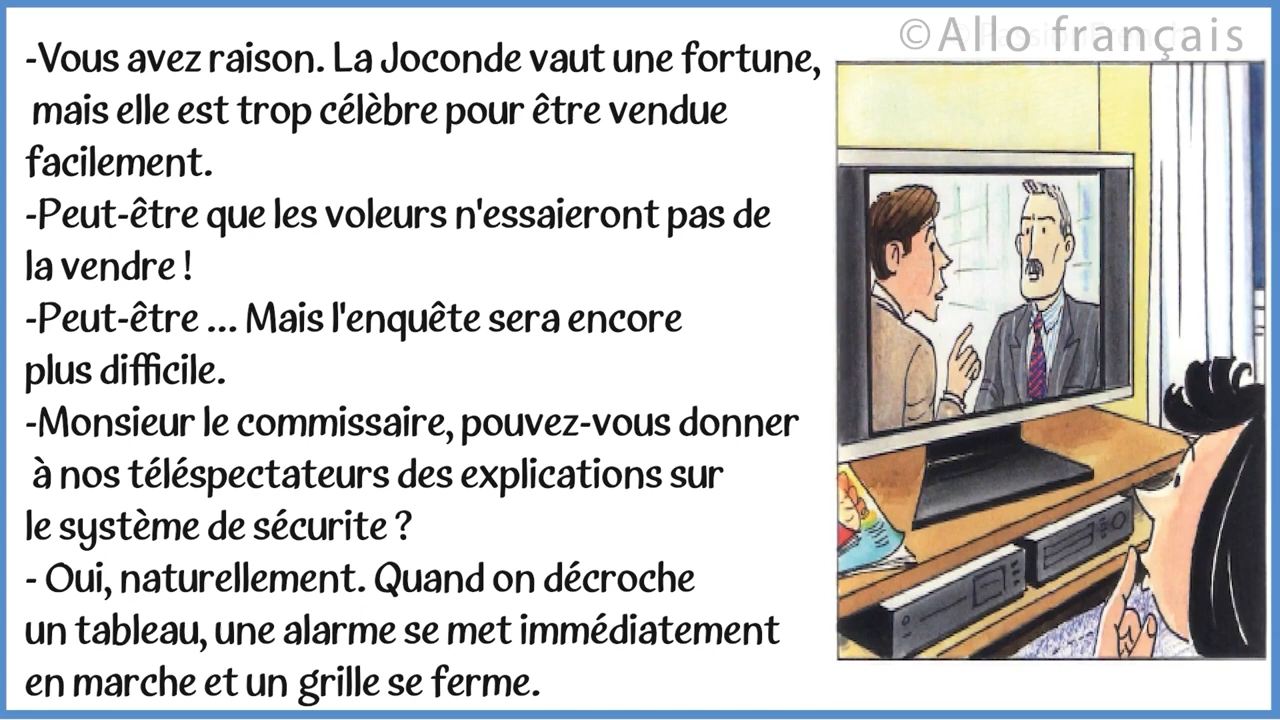 ©Allo français
-Vous avez raison. La Joconde vaut une fortune,
mais elle est trop célèbre pour être vendue
facilement.
-Peut-être que les voleurs n'essaieront pas de
la vendre !
-Peut-être ... Mais l'enquête sera encore
plus difficile.
-Monsieur le commissaire, pouvez-vous donner
à nos téléspectateurs des explications sur
le système de sécurite ?
- Oui, naturellement. Quand on décroche
un tableau, une alarme se met immédiatement
en marche et un grille se ferme.